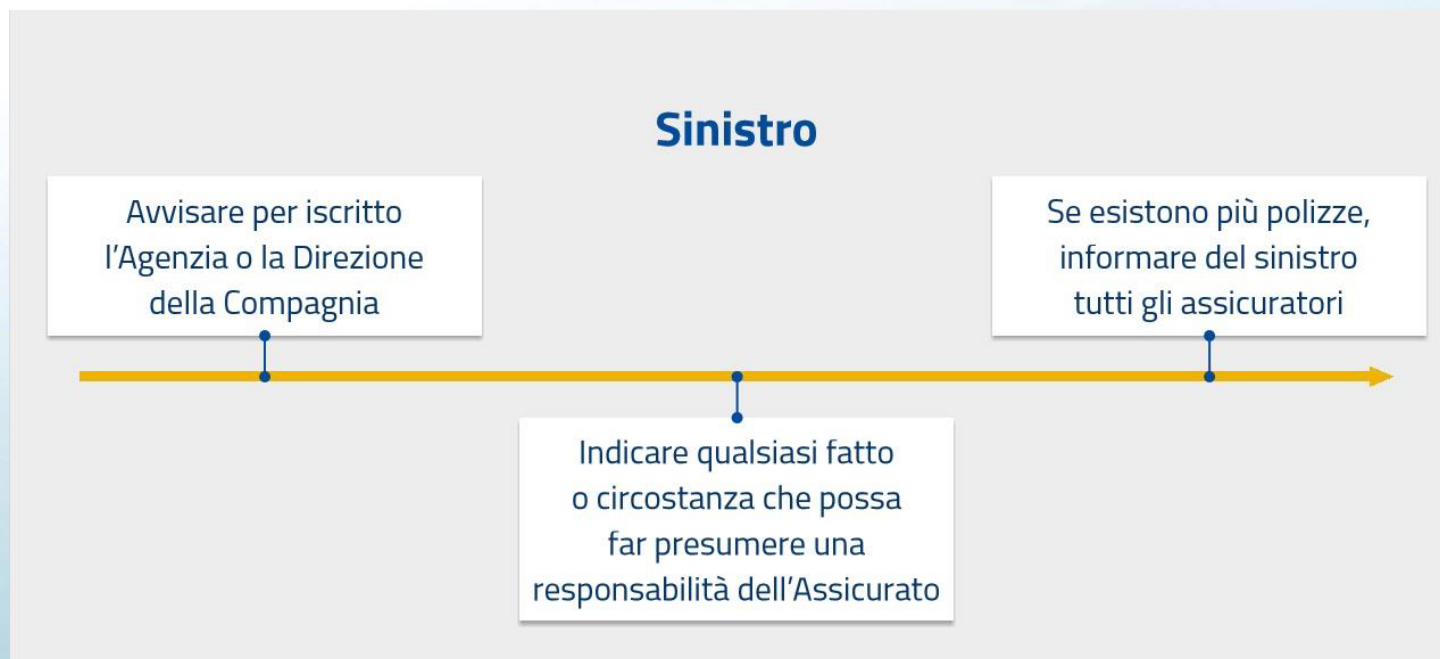 Sinistro
Avvisare per iscritto
l'Agenzia o la Direzione
della Compagnia
Indicare qualsiasi fatto
o circostanza che possa
far presumere una
responsabilità dell'Assicurato
Se esistono più polizze,
informare del sinistro
tutti gli assicuratori